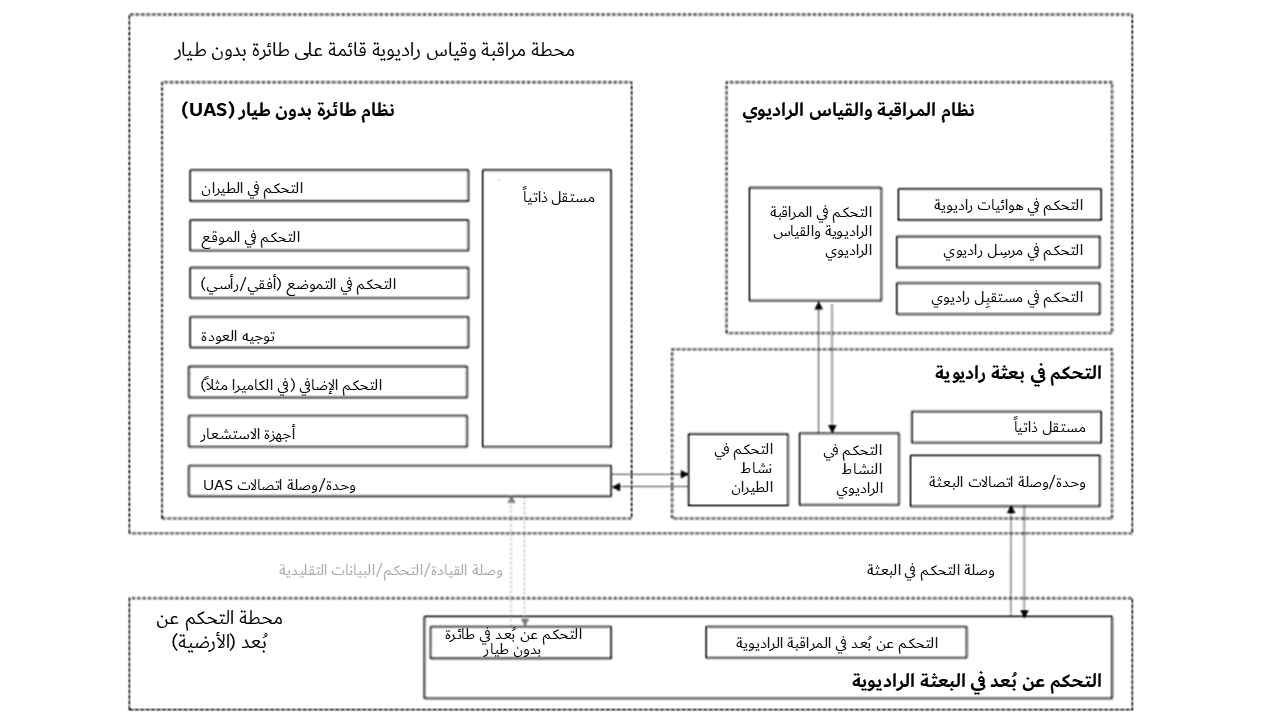 محطة مراقبة وقياس راديوية قائمة على طائرة بدون طيار
نظام المراقبة والقياس الراديوي
التحكم في المراقبة
الراديوية والقياس
الراديوي
التحكم في هوائيات راديوية
التحكم في مرسِل راديوي
التحكم في مستقبِل راديوي
نظام طائرة بدون طيار (UAS)
التحكم في الطيران
التحكم في الموقع
التحكم في التموضع (أفقي/رأسي)
توجيه العودة
التحكم الإضافي (في الكاميرا مثلاً)
أجهزة الاستشعار
مستقل ذاتياً
وحدة/وصلة اتصالات UAS
التحكم في بعثة راديوية
مستقل ذاتياً
وحدة/وصلة اتصالات البعثة
التحكم في
النشاط
الراديوي
التحكم في
نشاط
الطيران
وصلة التحكم في البعثة
وصلة القيادة/التحكم/البيانات التقليدية
محطة التحكم عن
بُعد (الأرضية)
التحكم عن بُعد في المراقبة الراديوية
التحكم عن بُعد في طائرة
بدون طيار
التحكم عن بُعد في البعثة الراديوية